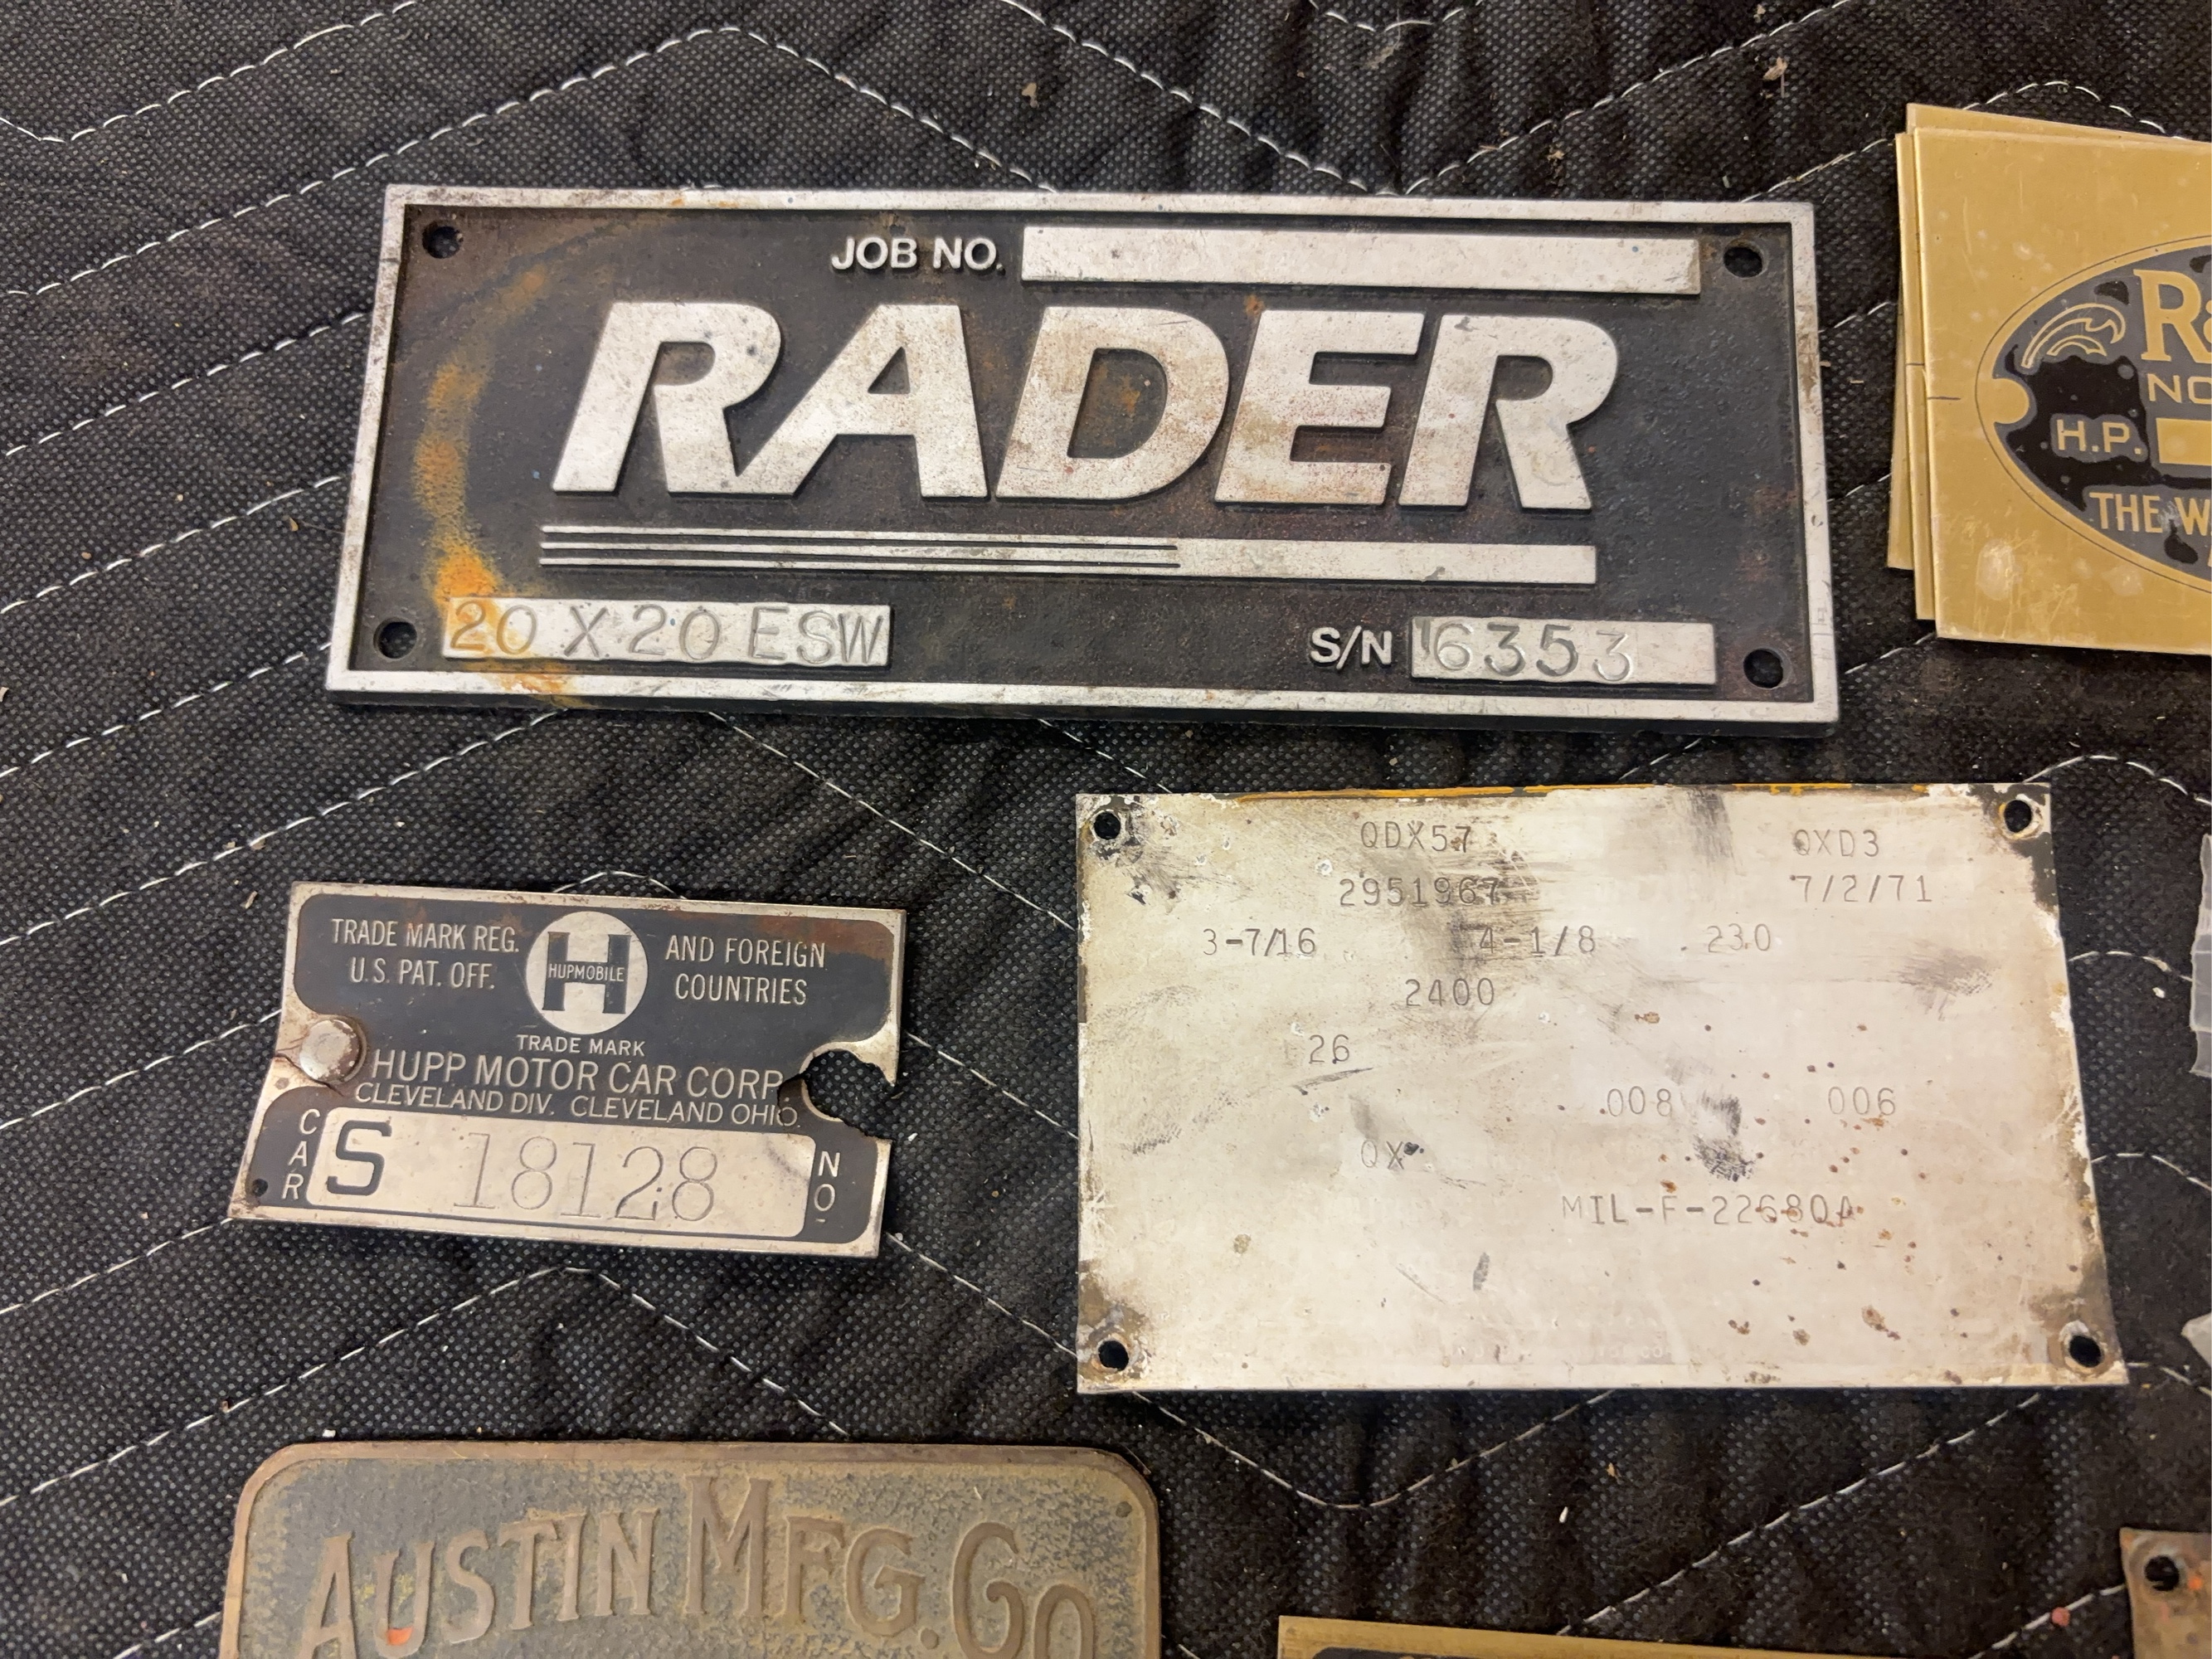 JOB NO.
RADER
20 X 20 ESW
S/N 6353
H.P.
THE
TRADE MARK REG.
U.S. PAT. OFF.
H
HUPMOBILE
AND FOREIGN
COUNTRIES
TRADE MARK
HUPP MOTOR CAR CORP.
CLEVELAND DIV. CLEVELAND OHIO.
CAR S 18128 NO.
QDX57 QXD3
2951967 7/2/71
3-7/16 4-1/8 230
2400
26
.008 006
QX
MIL-F-22680A
AUSTIN MFG. CO